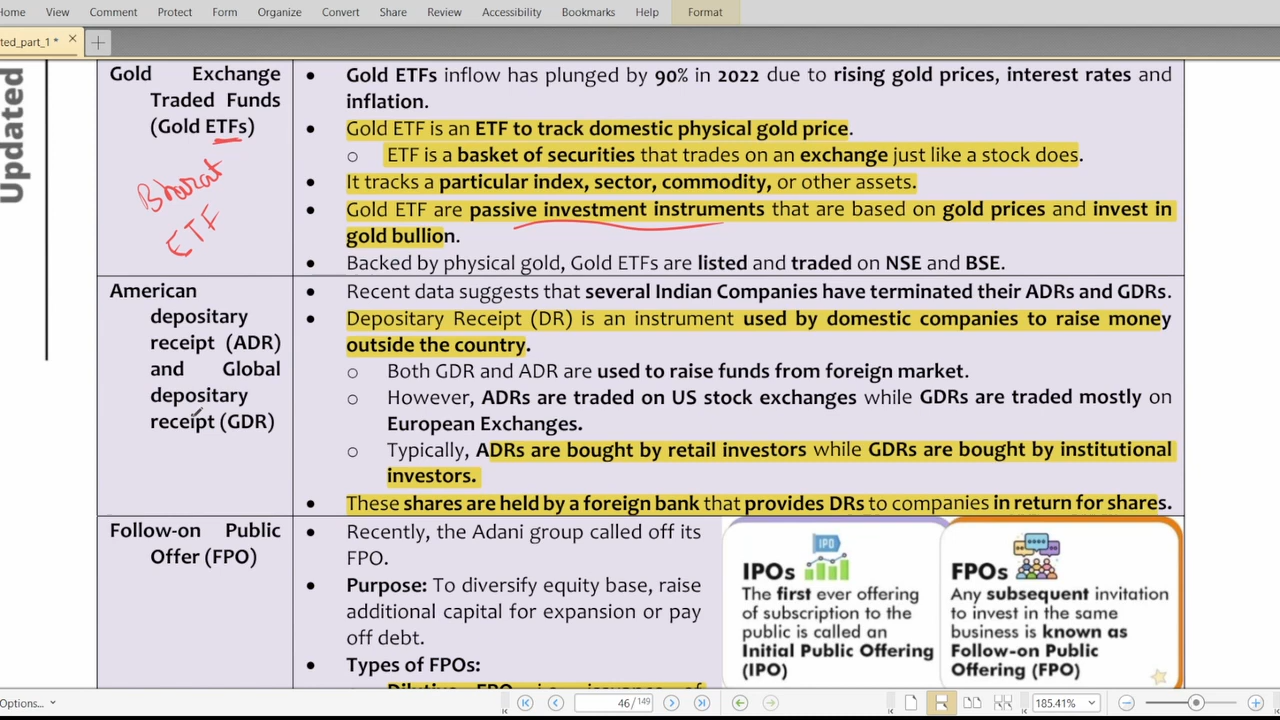 Home View Comment Protect Form Organize Convert Share Review Accessibility Bookmarks Help Format
ted_part_1 *
Updated
Gold Exchange
Traded Funds
(Gold ETFs)
Bharat
ETF
• Gold ETFs inflow has plunged by 90% in 2022 due to rising gold prices, interest rates and
inflation.
• Gold ETF is an ETF to track domestic physical gold price.
○ ETF is a basket of securities that trades on an exchange just like a stock does.
• It tracks a particular index, sector, commodity, or other assets.
• Gold ETF are passive investment instruments that are based on gold prices and invest in
gold bullion.
• Backed by physical gold, Gold ETFs are listed and traded on NSE and BSE.
American
depositary
receipt (ADR)
and Global
depositary
receipt (GDR)
• Recent data suggests that several Indian Companies have terminated their ADRs and GDRs.
• Depositary Receipt (DR) is an instrument used by domestic companies to raise money
outside the country.
○ Both GDR and ADR are used to raise funds from foreign market.
○ However, ADRs are traded on US stock exchanges while GDRs are traded mostly on
European Exchanges.
○ Typically, ADRs are bought by retail investors while GDRs are bought by institutional
investors.
• These shares are held by a foreign bank that provides DRs to companies in return for shares.
Follow-on Public
Offer (FPO)
• Recently, the Adani group called off its
FPO.
• Purpose: To diversify equity base, raise
additional capital for expansion or pay
off debt.
• Types of FPOs:
IPO
IPOs
The first ever offering
of subscription to the
public is called an
Initial Public Offering
(IPO)
FPOs
Any subsequent invitation
to invest in the same
business is known as
Follow-on Public
Offering (FPO)
Options...
46 /149
185.41%